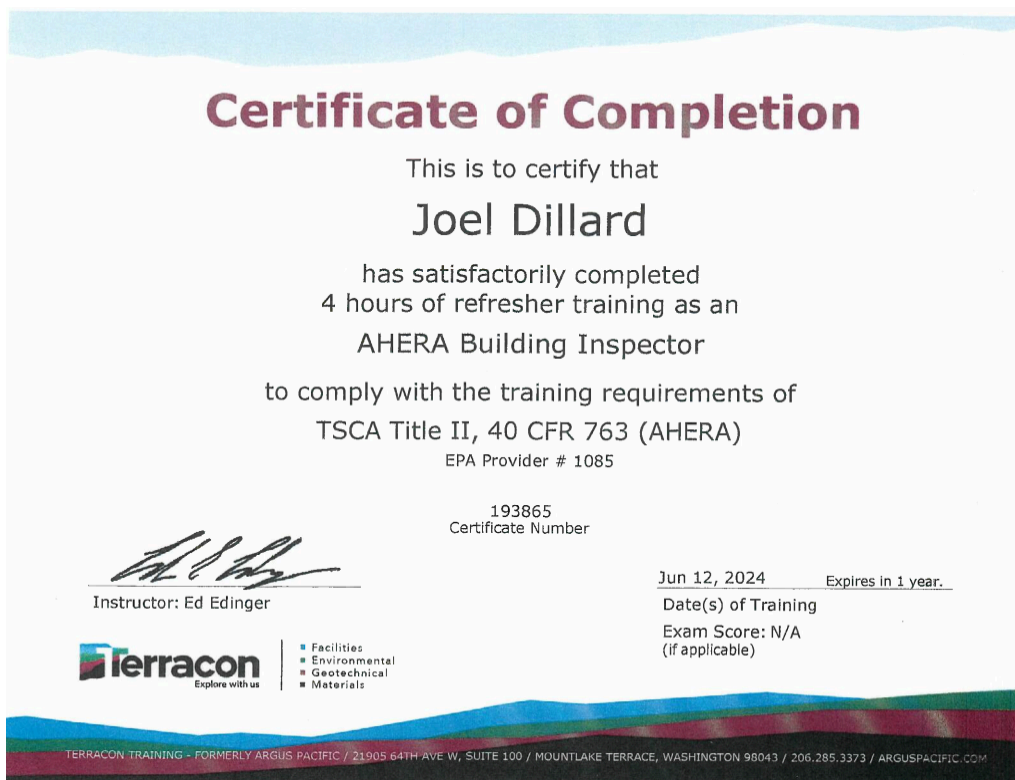 Certificate of Completion
This is to certify that
Joel Dillard
has satisfactorily completed
4 hours of refresher training as an
AHERA Building Inspector
to comply with the training requirements of
TSCA Title II, 40 CFR 763 (AHERA)
EPA Provider # 1085
193865
Certificate Number
Instructor: Ed Edinger
Jun 12, 2024 Expires in 1 year.
Date(s) of Training
Exam Score: N/A
(if applicable)
Terracon
Explore with us
Facilities
Environmental
Geotechnical
Materials
TERRACON TRAINING - FORMERLY ARGUS PACIFIC / 21905 64TH AVE W, SUITE 100 / MOUNTLAKE TERRACE, WASHINGTON 98043 / 206.285.3373 / ARGUSPACIFIC.COM